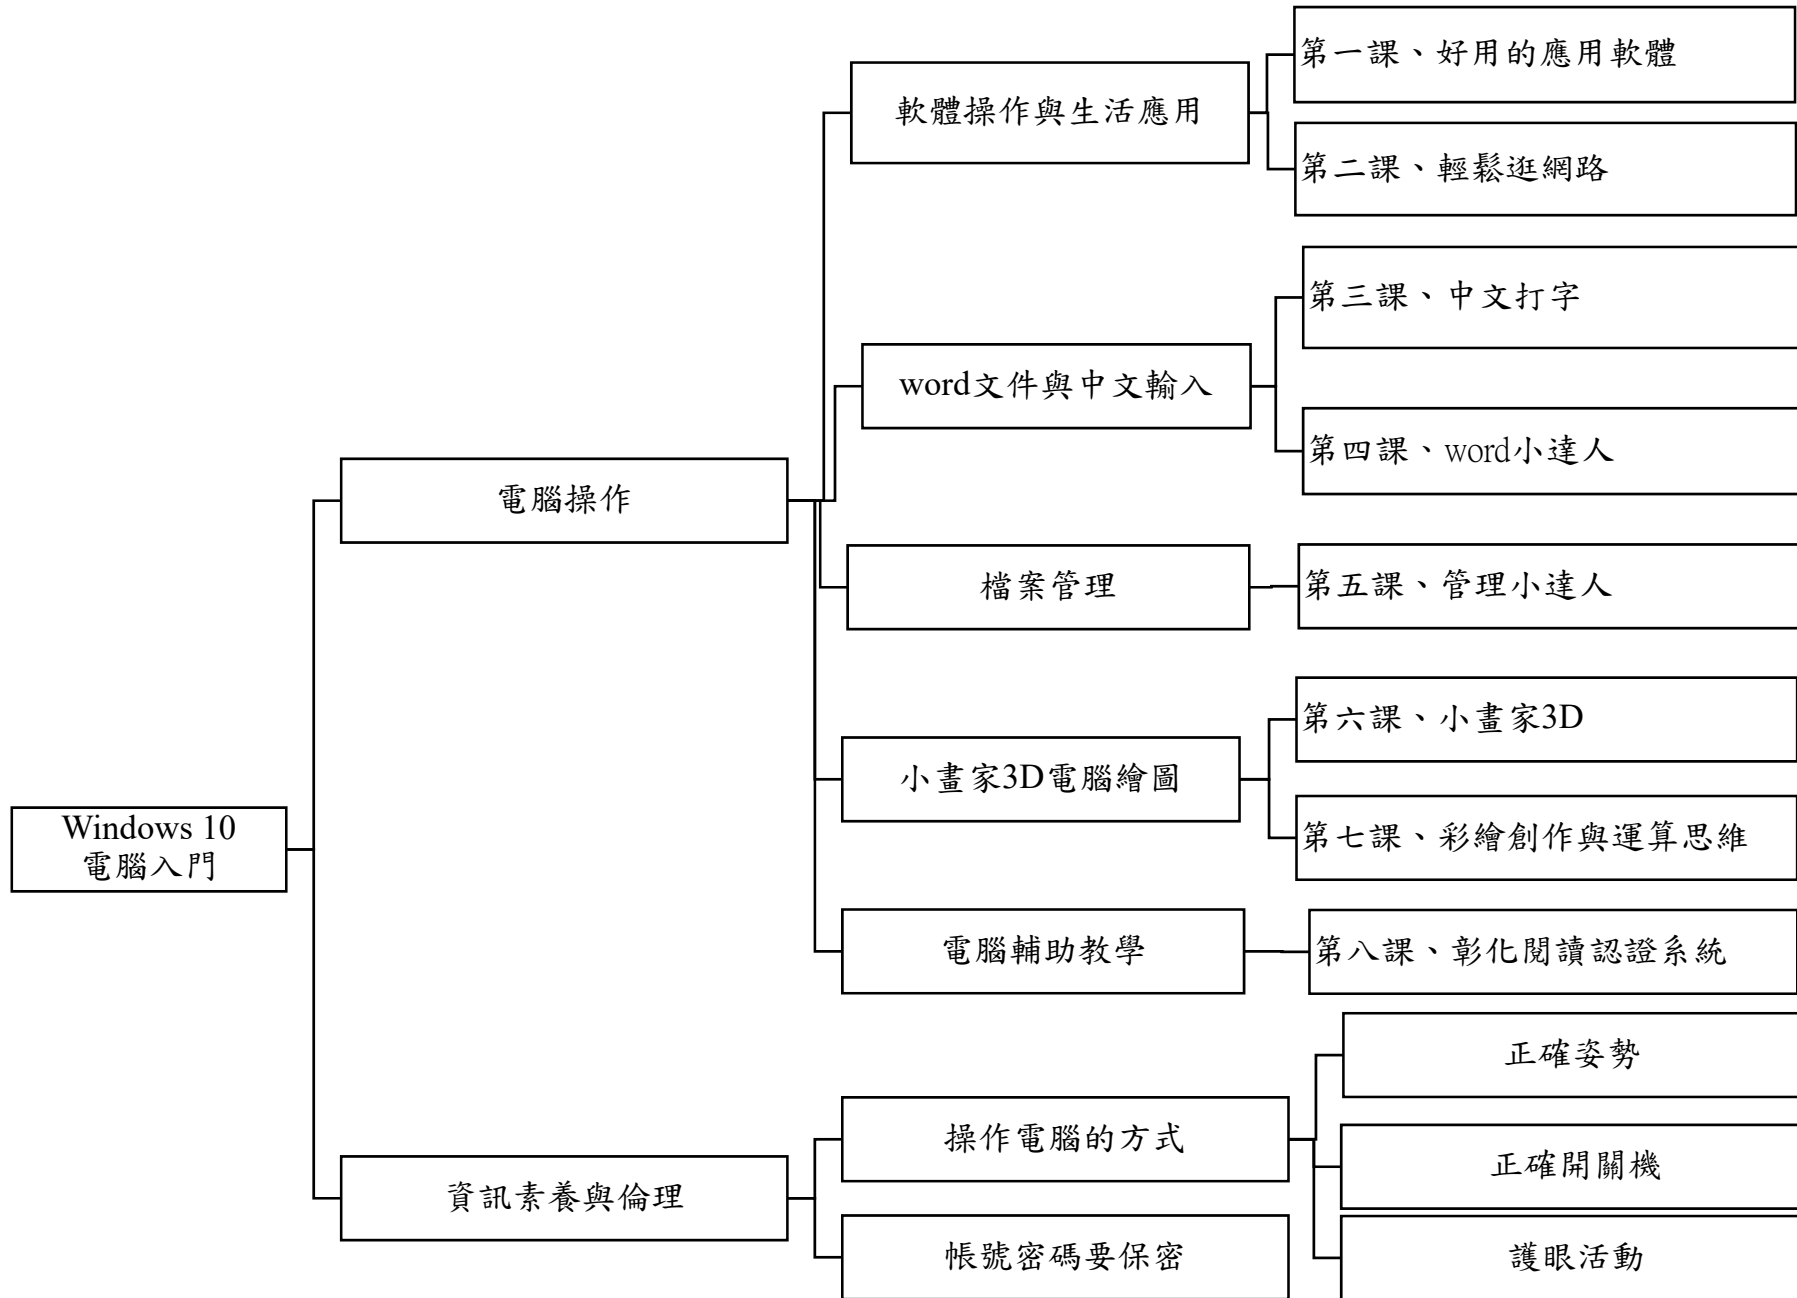 Windows 10
電腦入門
電腦操作
軟體操作與生活應用
第一課、好用的應用軟體
第二課、輕鬆逛網路
word文件與中文輸入
第三課、中文打字
第四課、word小達人
檔案管理
第五課、管理小達人
小畫家3D電腦繪圖
第六課、小畫家3D
第七課、彩繪創作與運算思維
電腦輔助教學
第八課、彰化閱讀認證系統
資訊素養與倫理
操作電腦的方式
正確姿勢
正確開關機
護眼活動
帳號密碼要保密